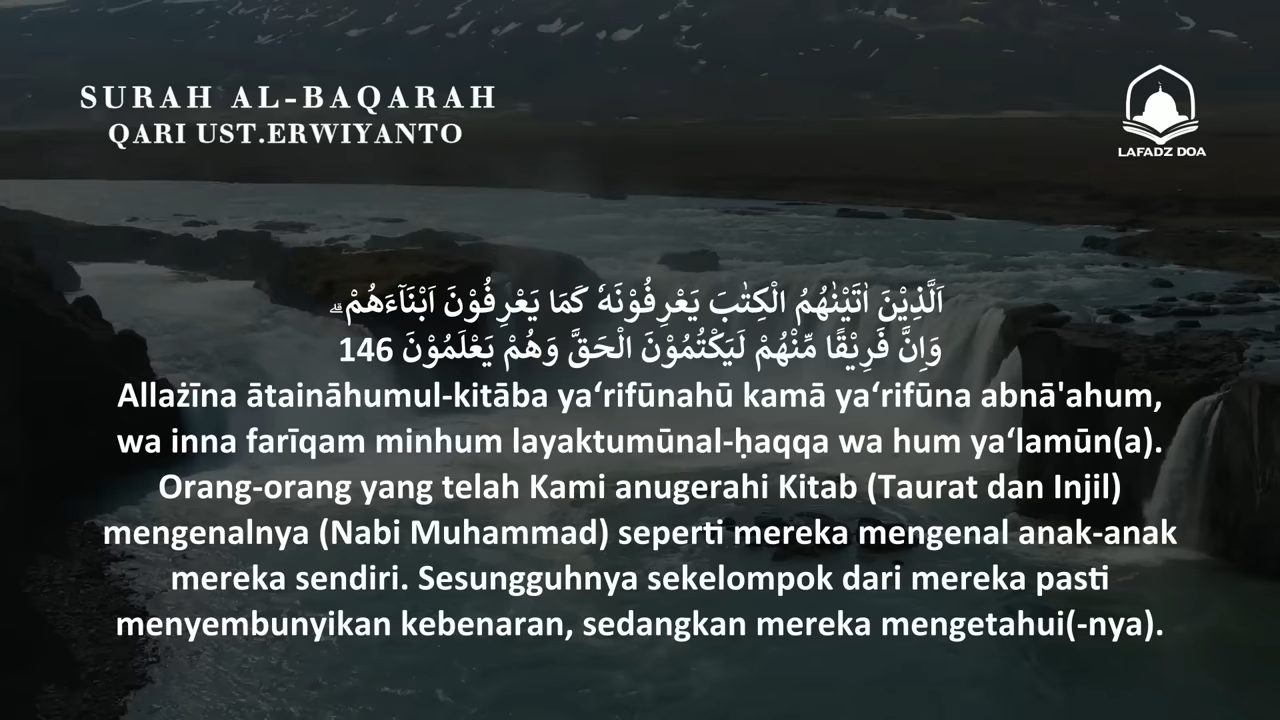 SURAH AL-BAQARAH
QARI UST.ERWIYANTO
LAFADZ DOA
اَلَّذِيْنَ اٰتَيْنٰهُمُ الْكِتٰبَ يَعْرِفُوْنَهٗ كَمَا يَعْرِفُوْنَ اَبْنَاۤءَهُمْ ۗ
وَاِنَّ فَرِيْقًا مِّنْهُمْ لَيَكْتُمُوْنَ الْحَقَّ وَهُمْ يَعْلَمُوْنَ 146
Allażīna ātaināhumul-kitāba ya‘rifūnahū kamā ya‘rifūna abnā'ahum,
wa inna farīqam minhum layaktumūnal-ḥaqqa wa hum ya‘lamūn(a).
Orang-orang yang telah Kami anugerahi Kitab (Taurat dan Injil)
mengenalnya (Nabi Muhammad) seperti mereka mengenal anak-anak
mereka sendiri. Sesungguhnya sekelompok dari mereka pasti
menyembunyikan kebenaran, sedangkan mereka mengetahui(-nya).